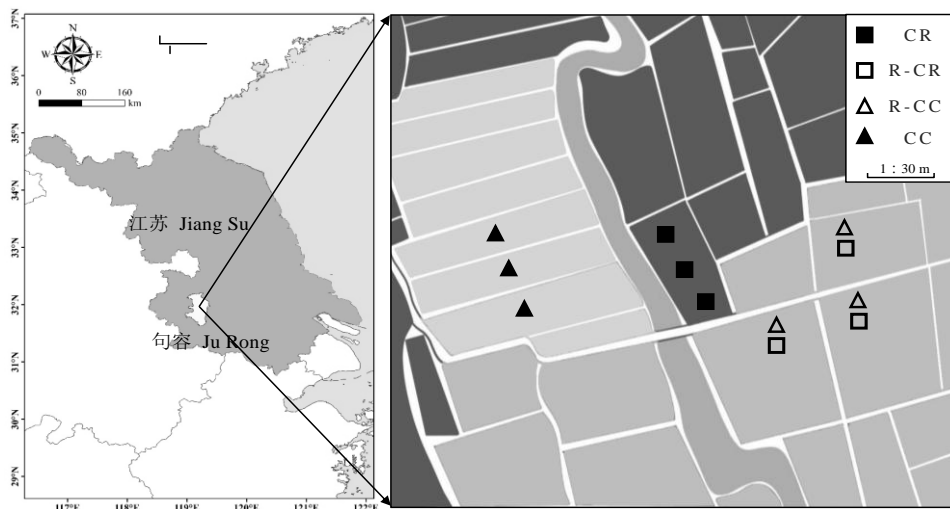 N
W E
S
0 80 160
km
37°N
36°N
35°N
34°N
33°N
32°N
31°N
30°N
29°N
江苏 Jiang Su
句容 Ju Rong
117°E 118°E 119°E 120°E 121°E 122°E
CR
R-CR
R-CC
CC
1:30 m